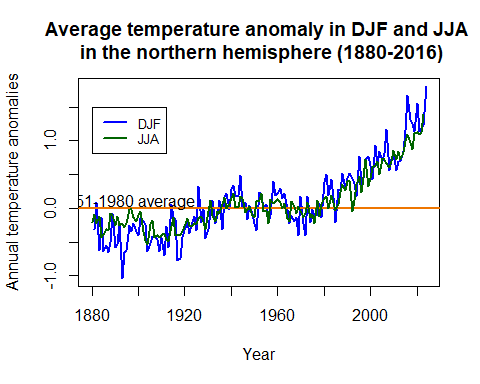 Average temperature anomaly in DJF and JJA
in the northern hemisphere (1880-2016)
Annual temperature anomalies
1.0
0.0
-1.0
DJF
JJA
51 1980 average
1880
1920
1960
2000
Year